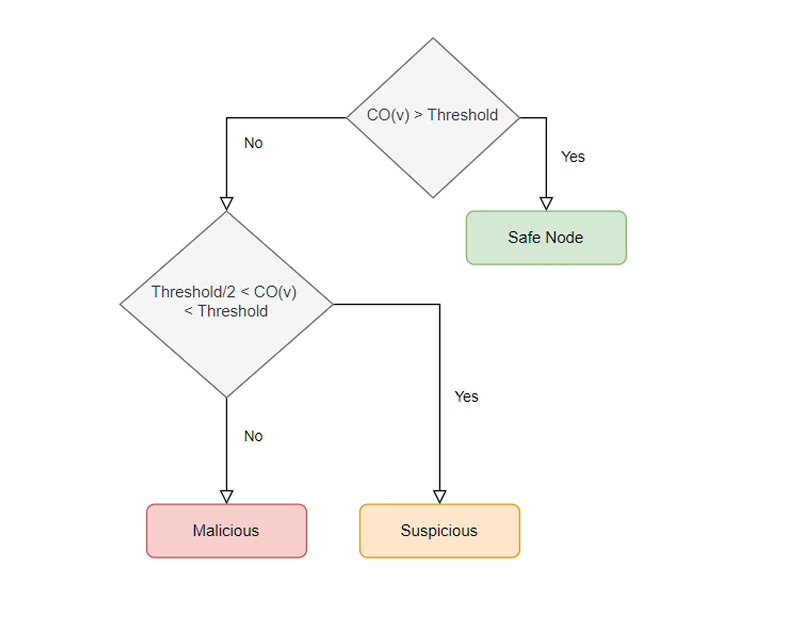 CO(v) > Threshold
No
Yes
Safe Node
Threshold/2 < CO(v)
< Threshold
Yes
No
Malicious
Suspicious